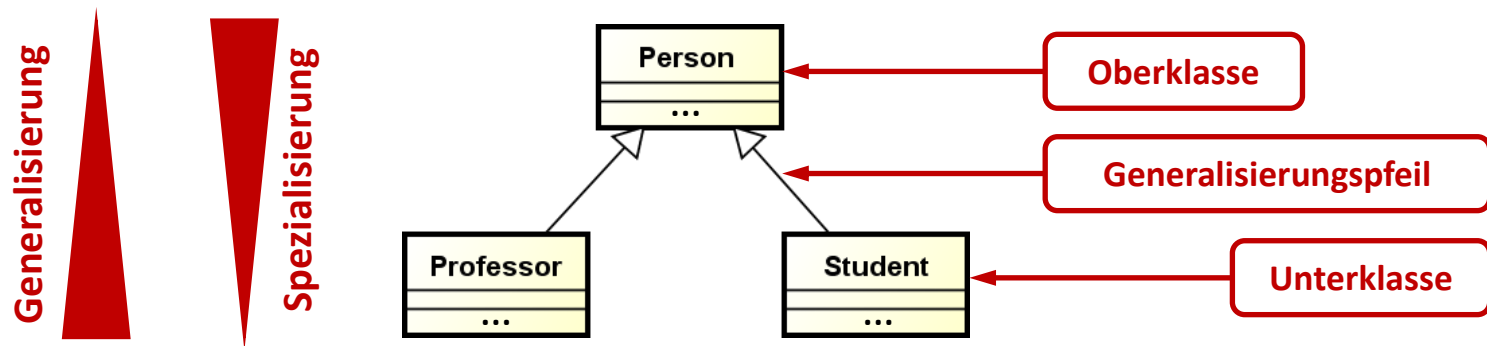 Generalisierung
Spezialisierung
Person
...
Oberklasse
Generalisierungspfeil
Professor
...
Student
...
Unterklasse